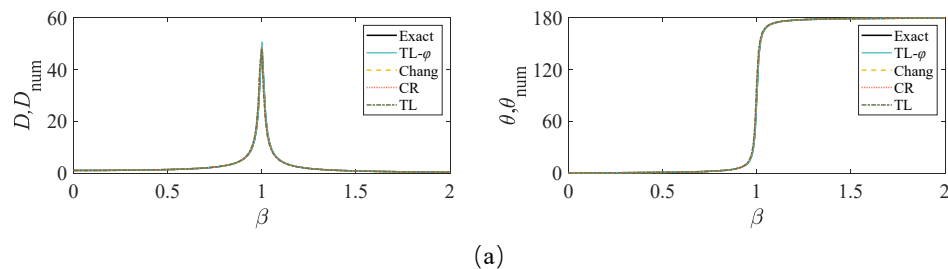 60
40
20
0
D,D_num
0
0.5
1
1.5
2
β
Exact
TL-φ
Chang
CR
TL
180
120
60
0
θ,θ_num
0
0.5
1
1.5
2
β
Exact
TL-φ
Chang
CR
TL
(a)